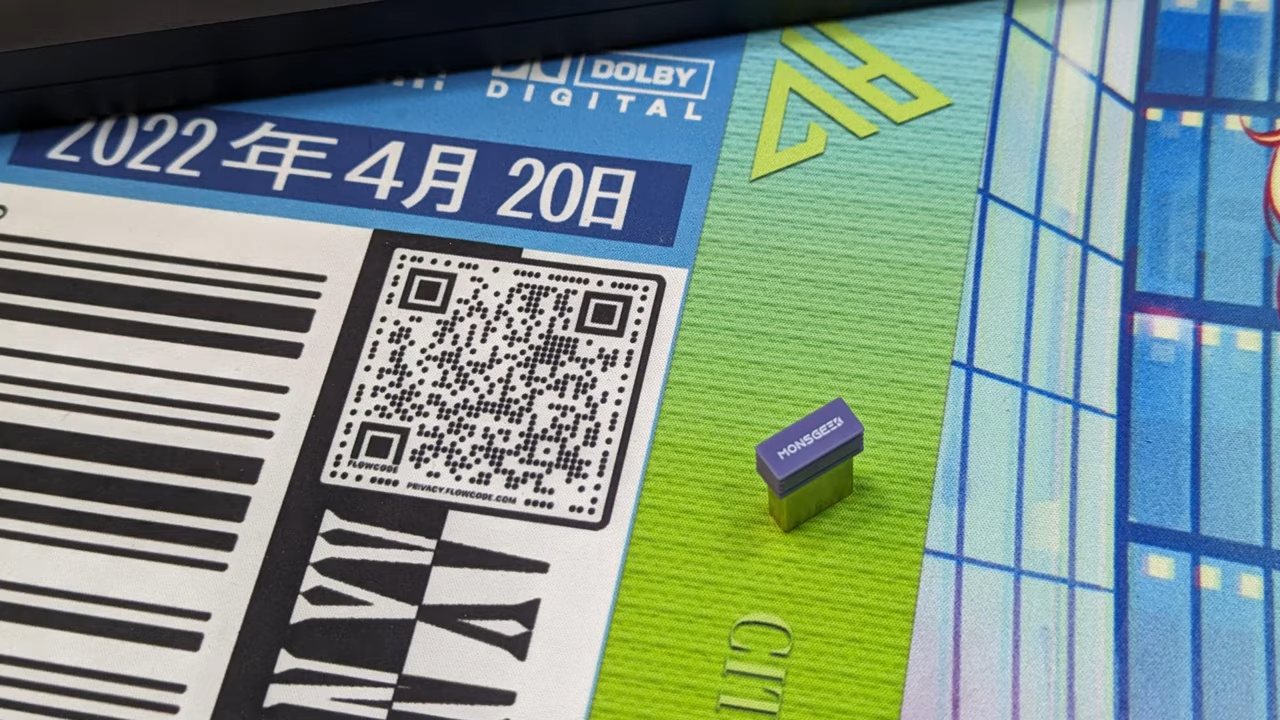 DOLBY
DIGITAL
2022年4月20日
FLOWCODE
PRIVACY.FLOWCODE.COM
MONSGEEK